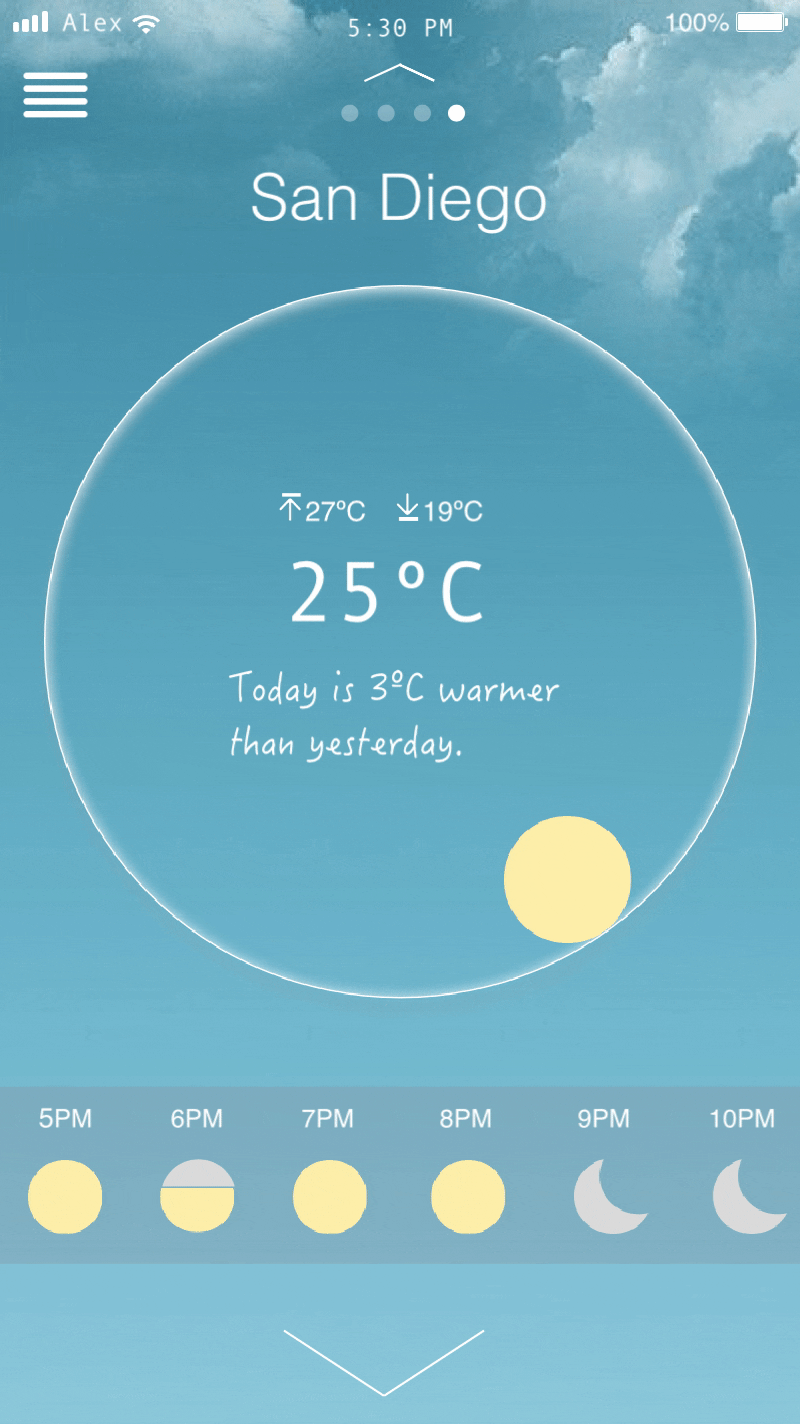 Alex 5:30 PM 100%
San Diego
27ºC 19ºC
25ºC
Today is 3ºC warmer
than yesterday.
5PM 6PM 7PM 8PM 9PM 10PM